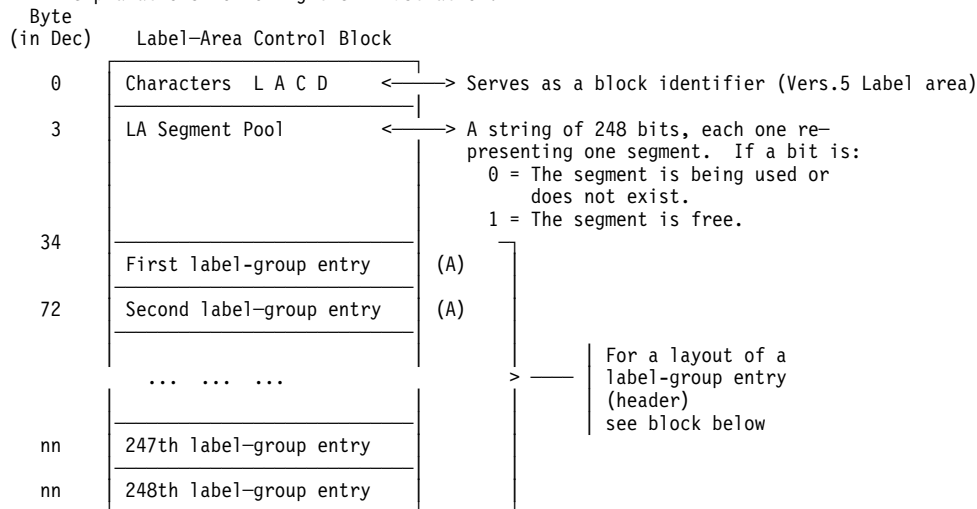 Byte
(in Dec) Label-Area Control Block
0 Characters L A C D <———> Serves as a block identifier (Vers.5 Label area)
3 LA Segment Pool <———> A string of 248 bits, each one re-
presenting one segment. If a bit is:
0 = The segment is being used or
does not exist.
1 = The segment is free.
34
First label-group entry (A)
72 Second label-group entry (A)
For a layout of a
... ... ... > ——— label-group entry
(header)
see block below
nn 247th label-group entry
nn 248th label-group entry